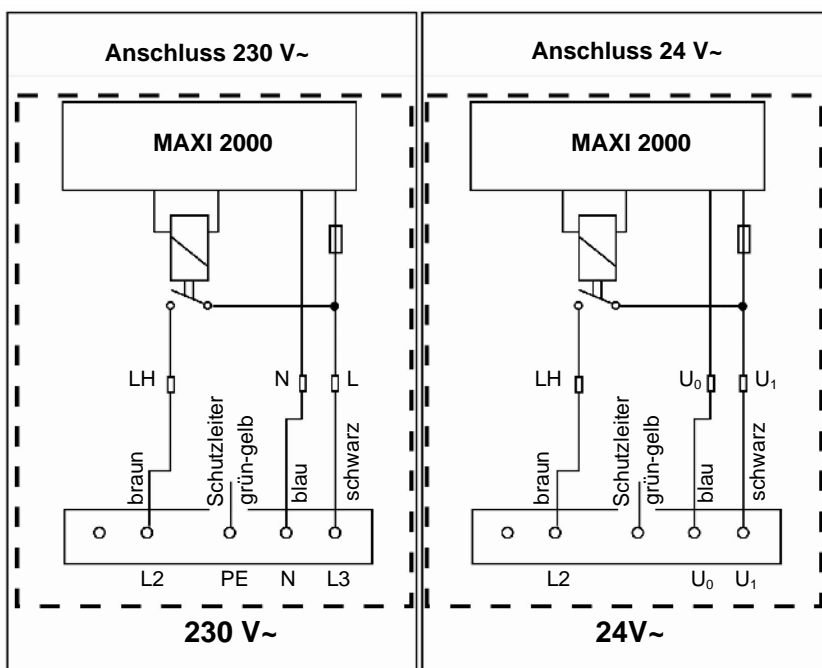 Anschluss 230 V~
MAXI 2000
LH
N
L
braun
Schutzleiter
grün-gelb
blau
schwarz
L2
PE
N
L3
230 V~
Anschluss 24 V~
MAXI 2000
LH
U₀
U₁
braun
Schutzleiter
grün-gelb
blau
schwarz
L2
U₀
U₁
24V~